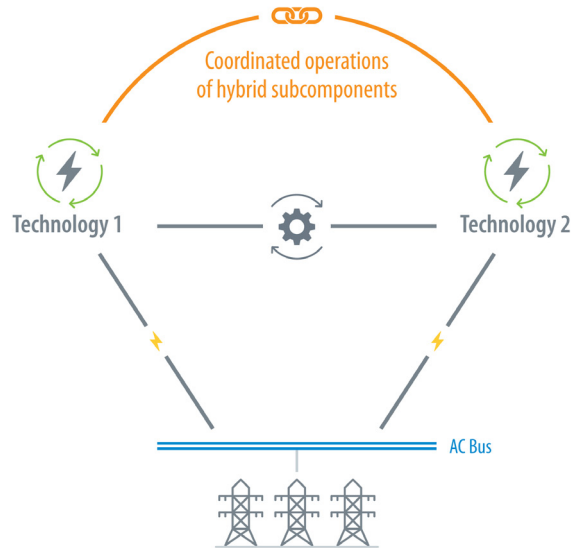 Coordinated operations
of hybrid subcomponents
Technology 1
Technology 2
AC Bus